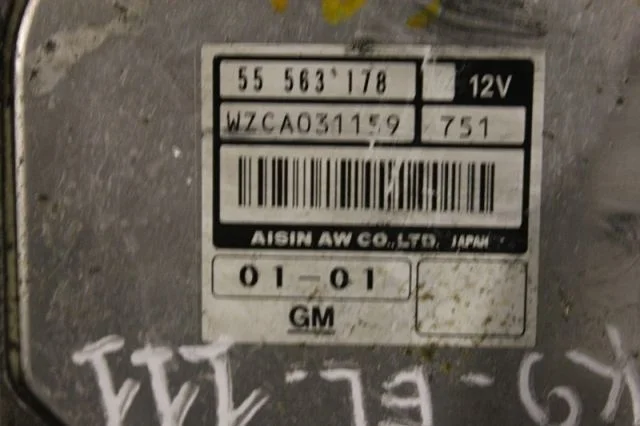 55 563 178 12V
WZCA031159 751
AISIN AW CO.,LTD. JAPAN
01-01
GM